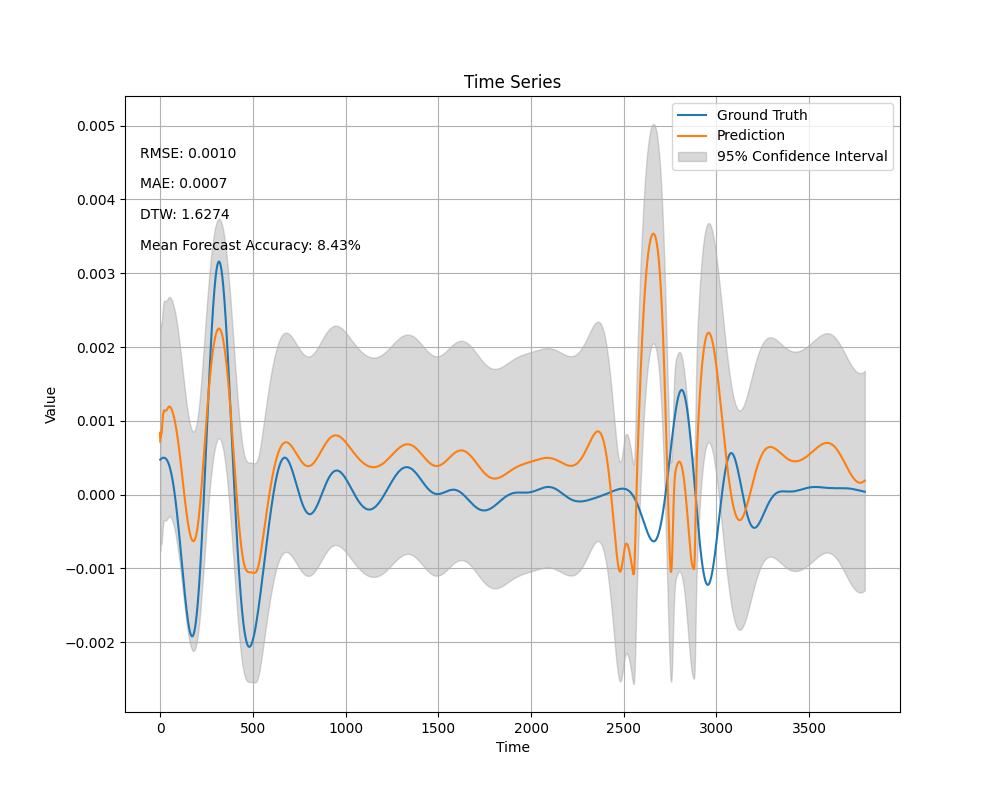 Time Series
Ground Truth
Prediction
95% Confidence Interval
RMSE: 0.0010
MAE: 0.0007
DTW: 1.6274
Mean Forecast Accuracy: 8.43%
Value
0.005
0.004
0.003
0.002
0.001
0.000
−0.001
−0.002
0 500 1000 1500 2000 2500 3000 3500
Time